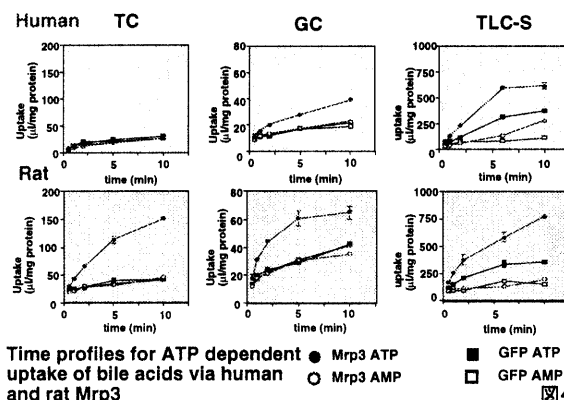 Human TC GC TLC-S
200
150
100
50
0
Uptake
(μl/mg protein)
0 5 10
time (min)
80
60
40
20
0
Uptake
(μl/mg protein)
0 5 10
time (min)
1000
750
500
250
0
uptake
(μl/mg protein)
0 5 10
time (min)
Rat
200
150
100
50
0
Uptake
(μl/mg protein)
0 5 10
time (min)
80
60
40
20
0
Uptake
(μl/mg protein)
0 5 10
time (min)
1000
750
500
250
0
uptake
(μl/mg protein)
0 5 10
time (min)
Time profiles for ATP dependent
uptake of bile acids via human
and rat Mrp3
Mrp3 ATP
Mrp3 AMP
GFP ATP
GFP AMP
図4